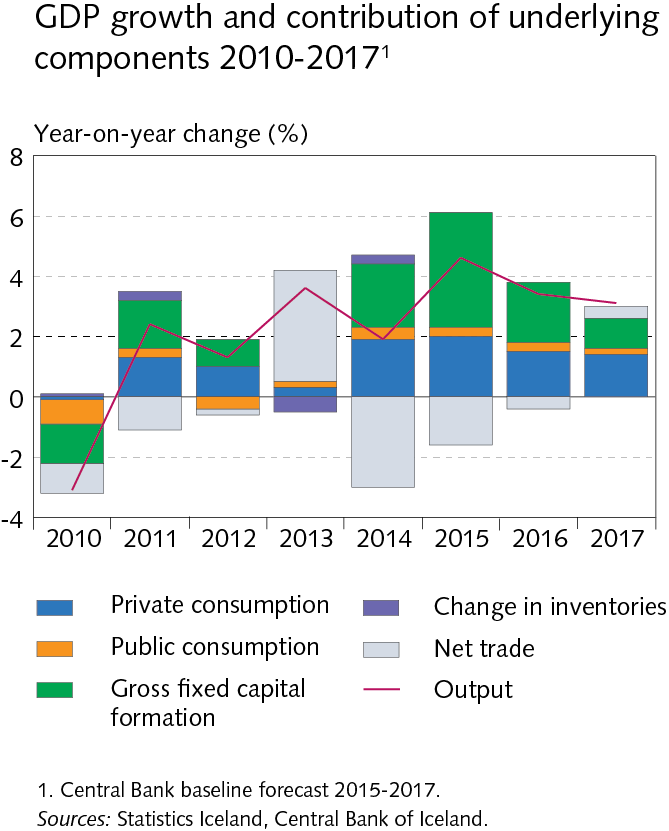 GDP growth and contribution of underlying
components 2010-2017¹
Year-on-year change (%)
8
6
4
2
0
-2
-4
2010 2011 2012 2013 2014 2015 2016 2017
Private consumption
Change in inventories
Public consumption
Net trade
Gross fixed capital
formation
Output
1. Central Bank baseline forecast 2015-2017.
Sources: Statistics Iceland, Central Bank of Iceland.